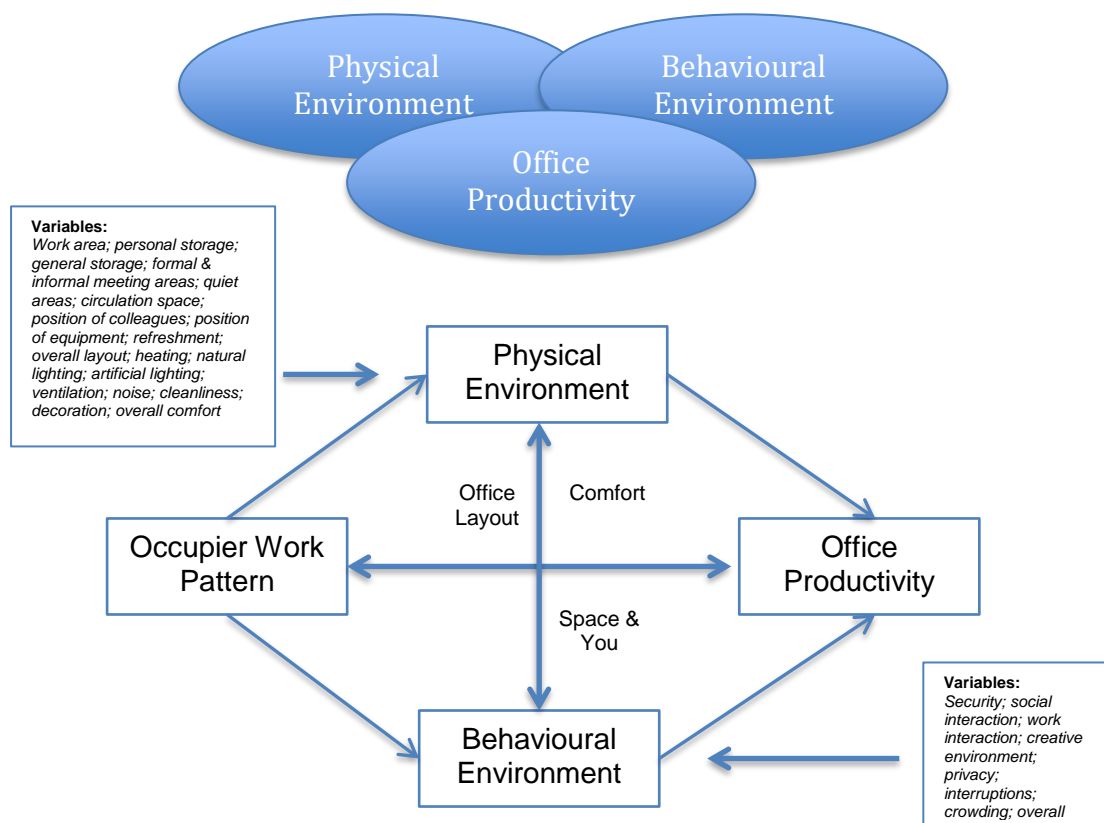 Physical
Environment
Behavioural
Environment
Office
Productivity
Variables:
Work area; personal storage;
general storage; formal &
informal meeting areas; quiet
areas; circulation space;
position of colleagues; position
of equipment; refreshment;
overall layout; heating; natural
lighting; artificial lighting;
ventilation; noise; cleanliness;
decoration; overall comfort
Physical
Environment
Office
Layout
Comfort
Occupier Work
Pattern
Office
Productivity
Space &
You
Behavioural
Environment
Variables:
Security; social
interaction; work
interaction; creative
environment;
privacy;
interruptions;
crowding; overall